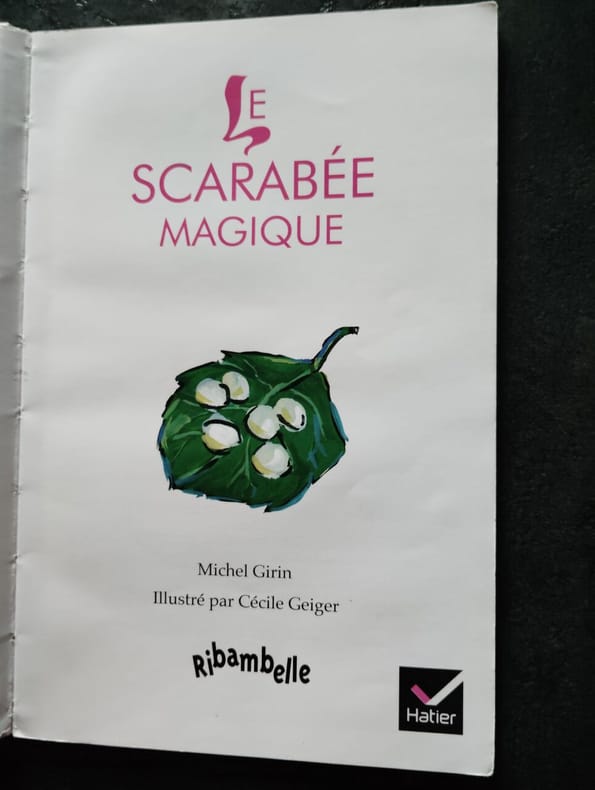 LE
SCARABÉE
MAGIQUE
Michel Girin
Illustré par Cécile Geiger
Ribambelle
Hatier